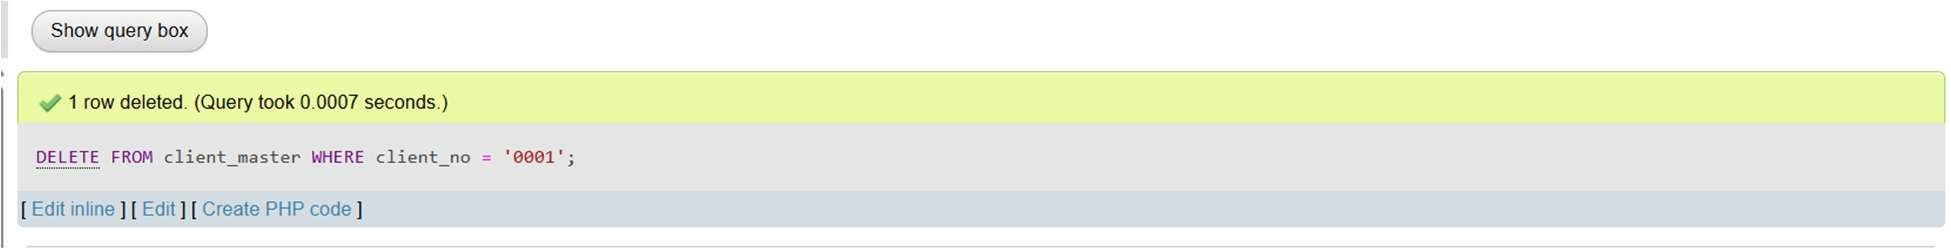 Show query box
1 row deleted. (Query took 0.0007 seconds.)
DELETE FROM client_master WHERE client_no = '0001';
[ Edit inline ] [ Edit ] [ Create PHP code ]